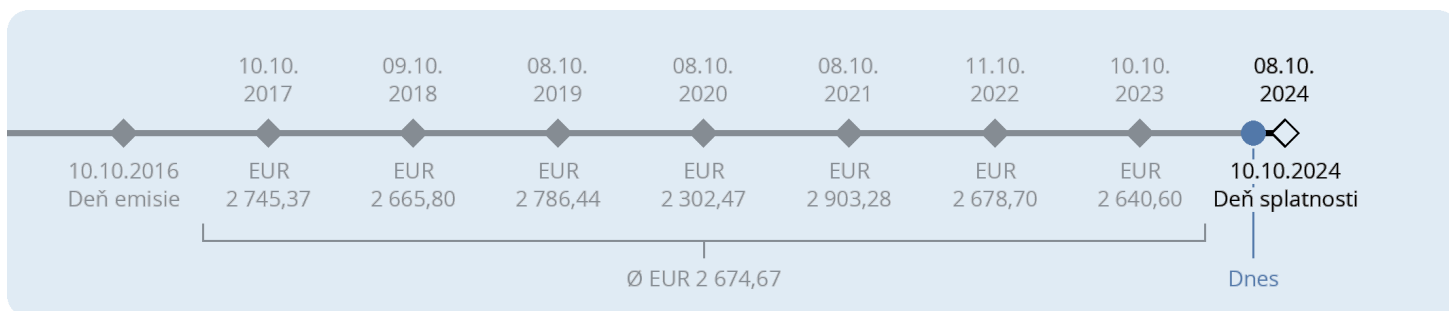 10.10.
2017
09.10.
2018
08.10.
2019
08.10.
2020
08.10.
2021
11.10.
2022
10.10.
2023
08.10.
2024
10.10.2016
Deň emisie
EUR
2 745,37
EUR
2 665,80
EUR
2 786,44
EUR
2 302,47
EUR
2 903,28
EUR
2 678,70
EUR
2 640,60
10.10.2024
Deň splatnosti
Ø EUR 2 674,67
Dnes